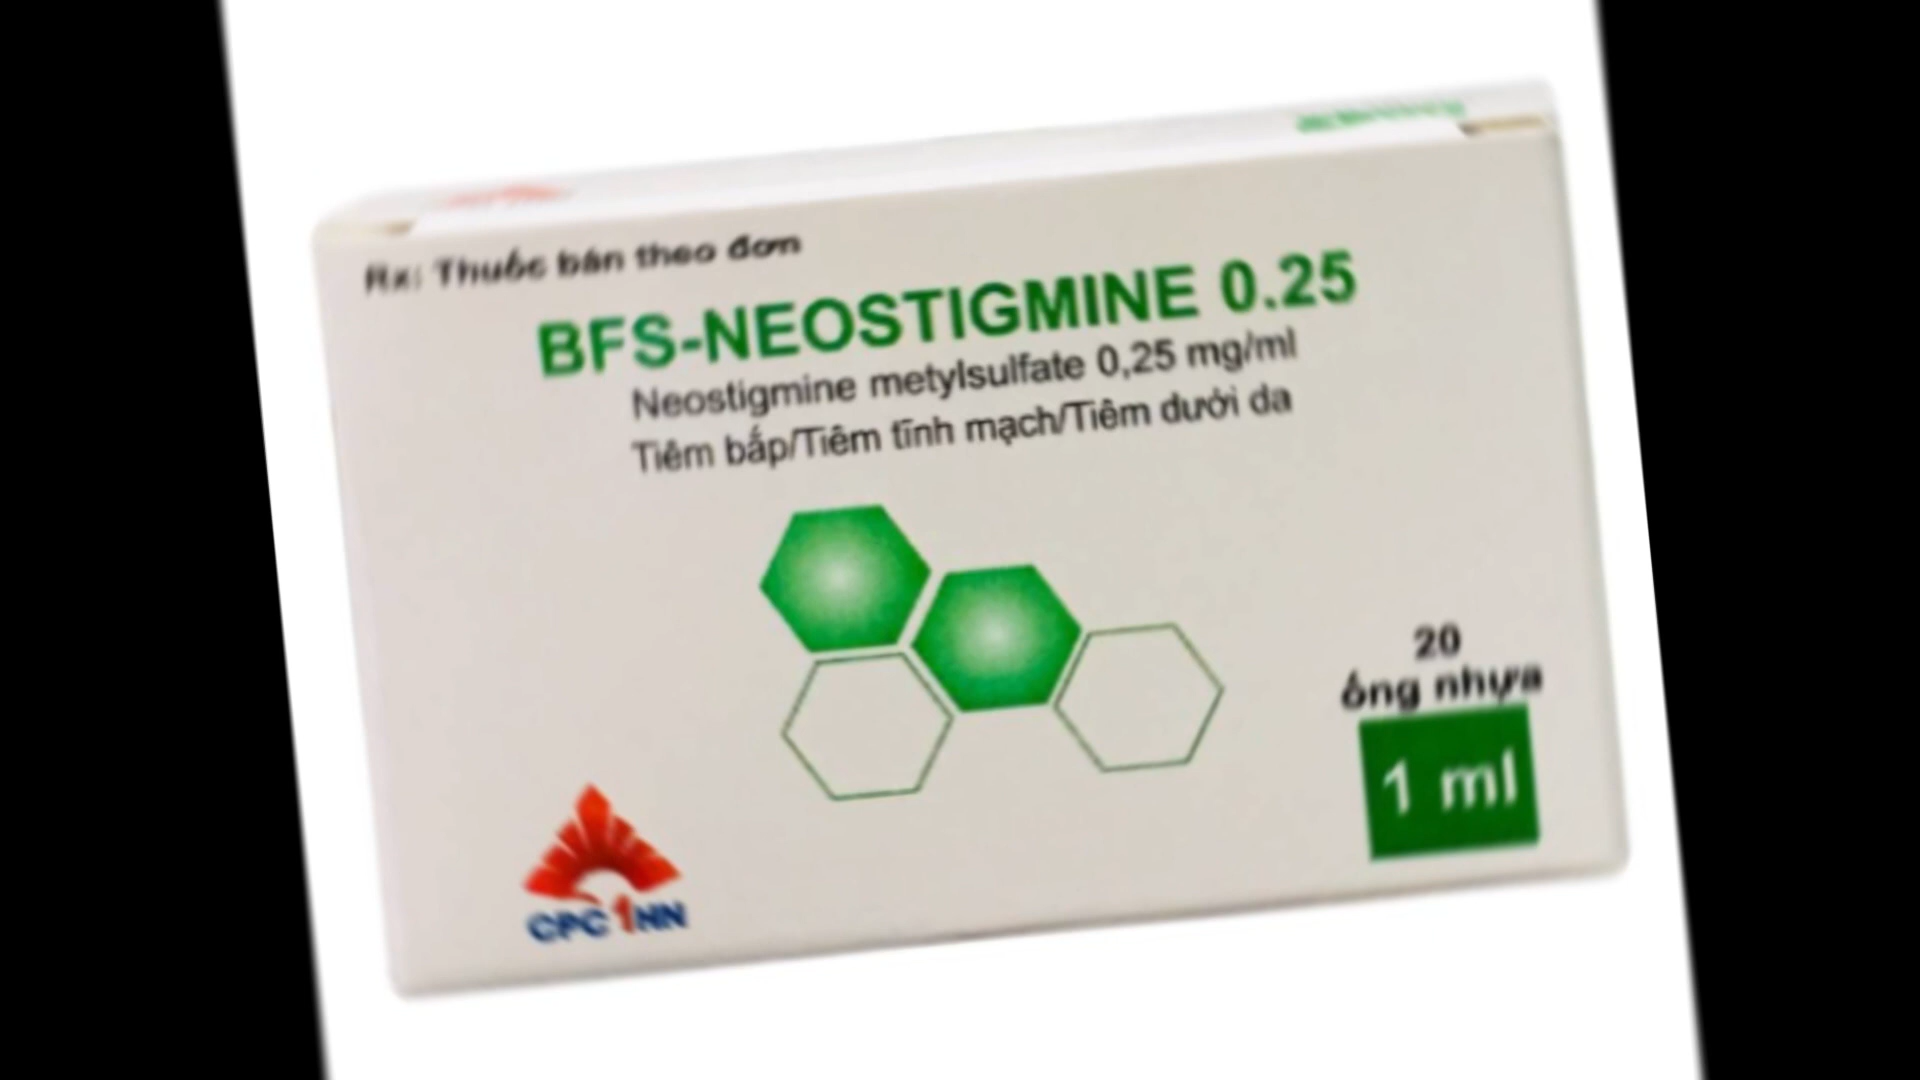 Rx: Thuốc bán theo đơn
BFS-NEOSTIGMINE 0.25
Neostigmine metylsulfate 0,25 mg/ml
Tiêm bắp/Tiêm tĩnh mạch/Tiêm dưới da
20
ống nhựa
1 ml
CPC1NN